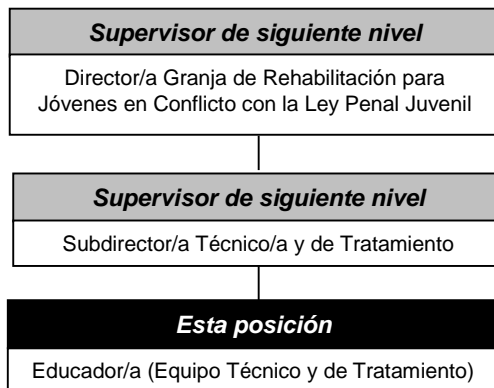 Supervisor de siguiente nivel
Director/a Granja de Rehabilitación para
Jóvenes en Conflicto con la Ley Penal Juvenil
Supervisor de siguiente nivel
Subdirector/a Técnico/a y de Tratamiento
Esta posición
Educador/a (Equipo Técnico y de Tratamiento)